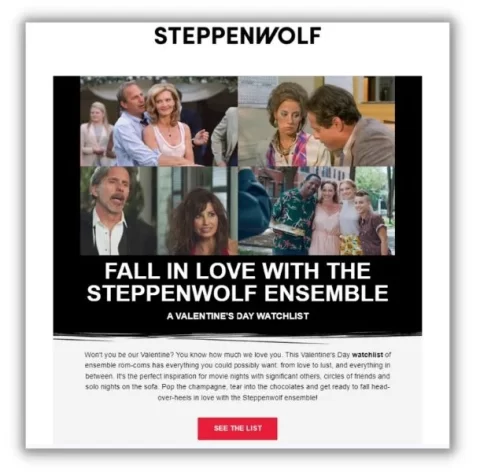 STEPPENWOLF
FALL IN LOVE WITH THE
STEPPENWOLF ENSEMBLE
A VALENTINE'S DAY WATCHLIST
Won't you be our Valentine? You know how much we love you. This Valentine's Day watchlist of
ensemble rom-coms has everything you could possibly want: from love to lust, and everything in
between. It's the perfect inspiration for movie nights with significant others, circles of friends and
solo nights on the sofa. Pop the champagne, tear into the chocolates and get ready to fall head-
over-heels in love with the Steppenwolf ensemble!
SEE THE LIST